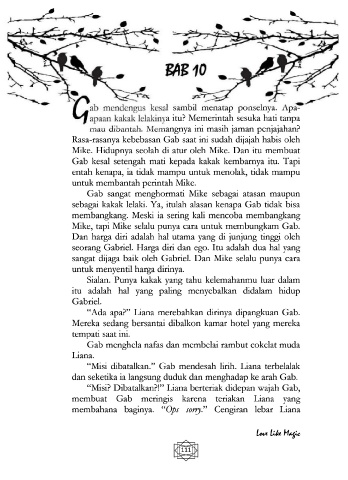 BAB 10
Gab mendengus kesal sambil menatap ponselnya. Apa-
apaan kakak lelakinya itu? Memerintah sesuka hati tanpa
mau dibantah. Memangnya ini masih jaman penjajahan?
Rasa-rasanya kebebasan Gab saat ini sudah dijajah habis oleh
Mike. Hidupnya seolah di atur oleh Mike. Dan itu membuat
Gab kesal setengah mati kepada kakak kembarnya itu. Tapi
entah kenapa, ia tidak mampu untuk menolak, tidak mampu
untuk membantah perintah Mike.
Gab sangat menghormati Mike sebagai atasan maupun
sebagai kakak lelaki. Ya, itulah alasan kenapa Gab tidak bisa
membangkang. Meski ia sering kali mencoba membangkang
Mike, tapi Mike selalu punya cara untuk membungkam Gab.
Dan harga diri adalah hal utama yang di junjung tinggi oleh
seorang Gabriel. Harga diri dan ego. Itu adalah dua hal yang
sangat dijaga baik oleh Gabriel. Dan Mike selalu punya cara
untuk menyentil harga dirinya.
Sialan. Punya kakak yang tahu kelemahanmu luar dalam
itu adalah hal yang paling menyebalkan didalam hidup
Gabriel.
“Ada apa?” Liana merebahkan dirinya dipangkuan Gab.
Mereka sedang bersantai dibalkon kamar hotel yang mereka
tempati saat ini.
Gab menghela nafas dan membelai rambut cokelat muda
Liana.
“Misi dibatalkan.” Gab mendesah lirih. Liana terbelalak
dan seketika ia langsung duduk dan menghadap ke arah Gab.
“Misi? Dibatalkan?!” Liana berteriak didepan wajah Gab,
membuat Gab meringis karena teriakan Liana yang
membahana baginya. “Ops sorry.” Cengiran lebar Liana
Love Like Magic
111